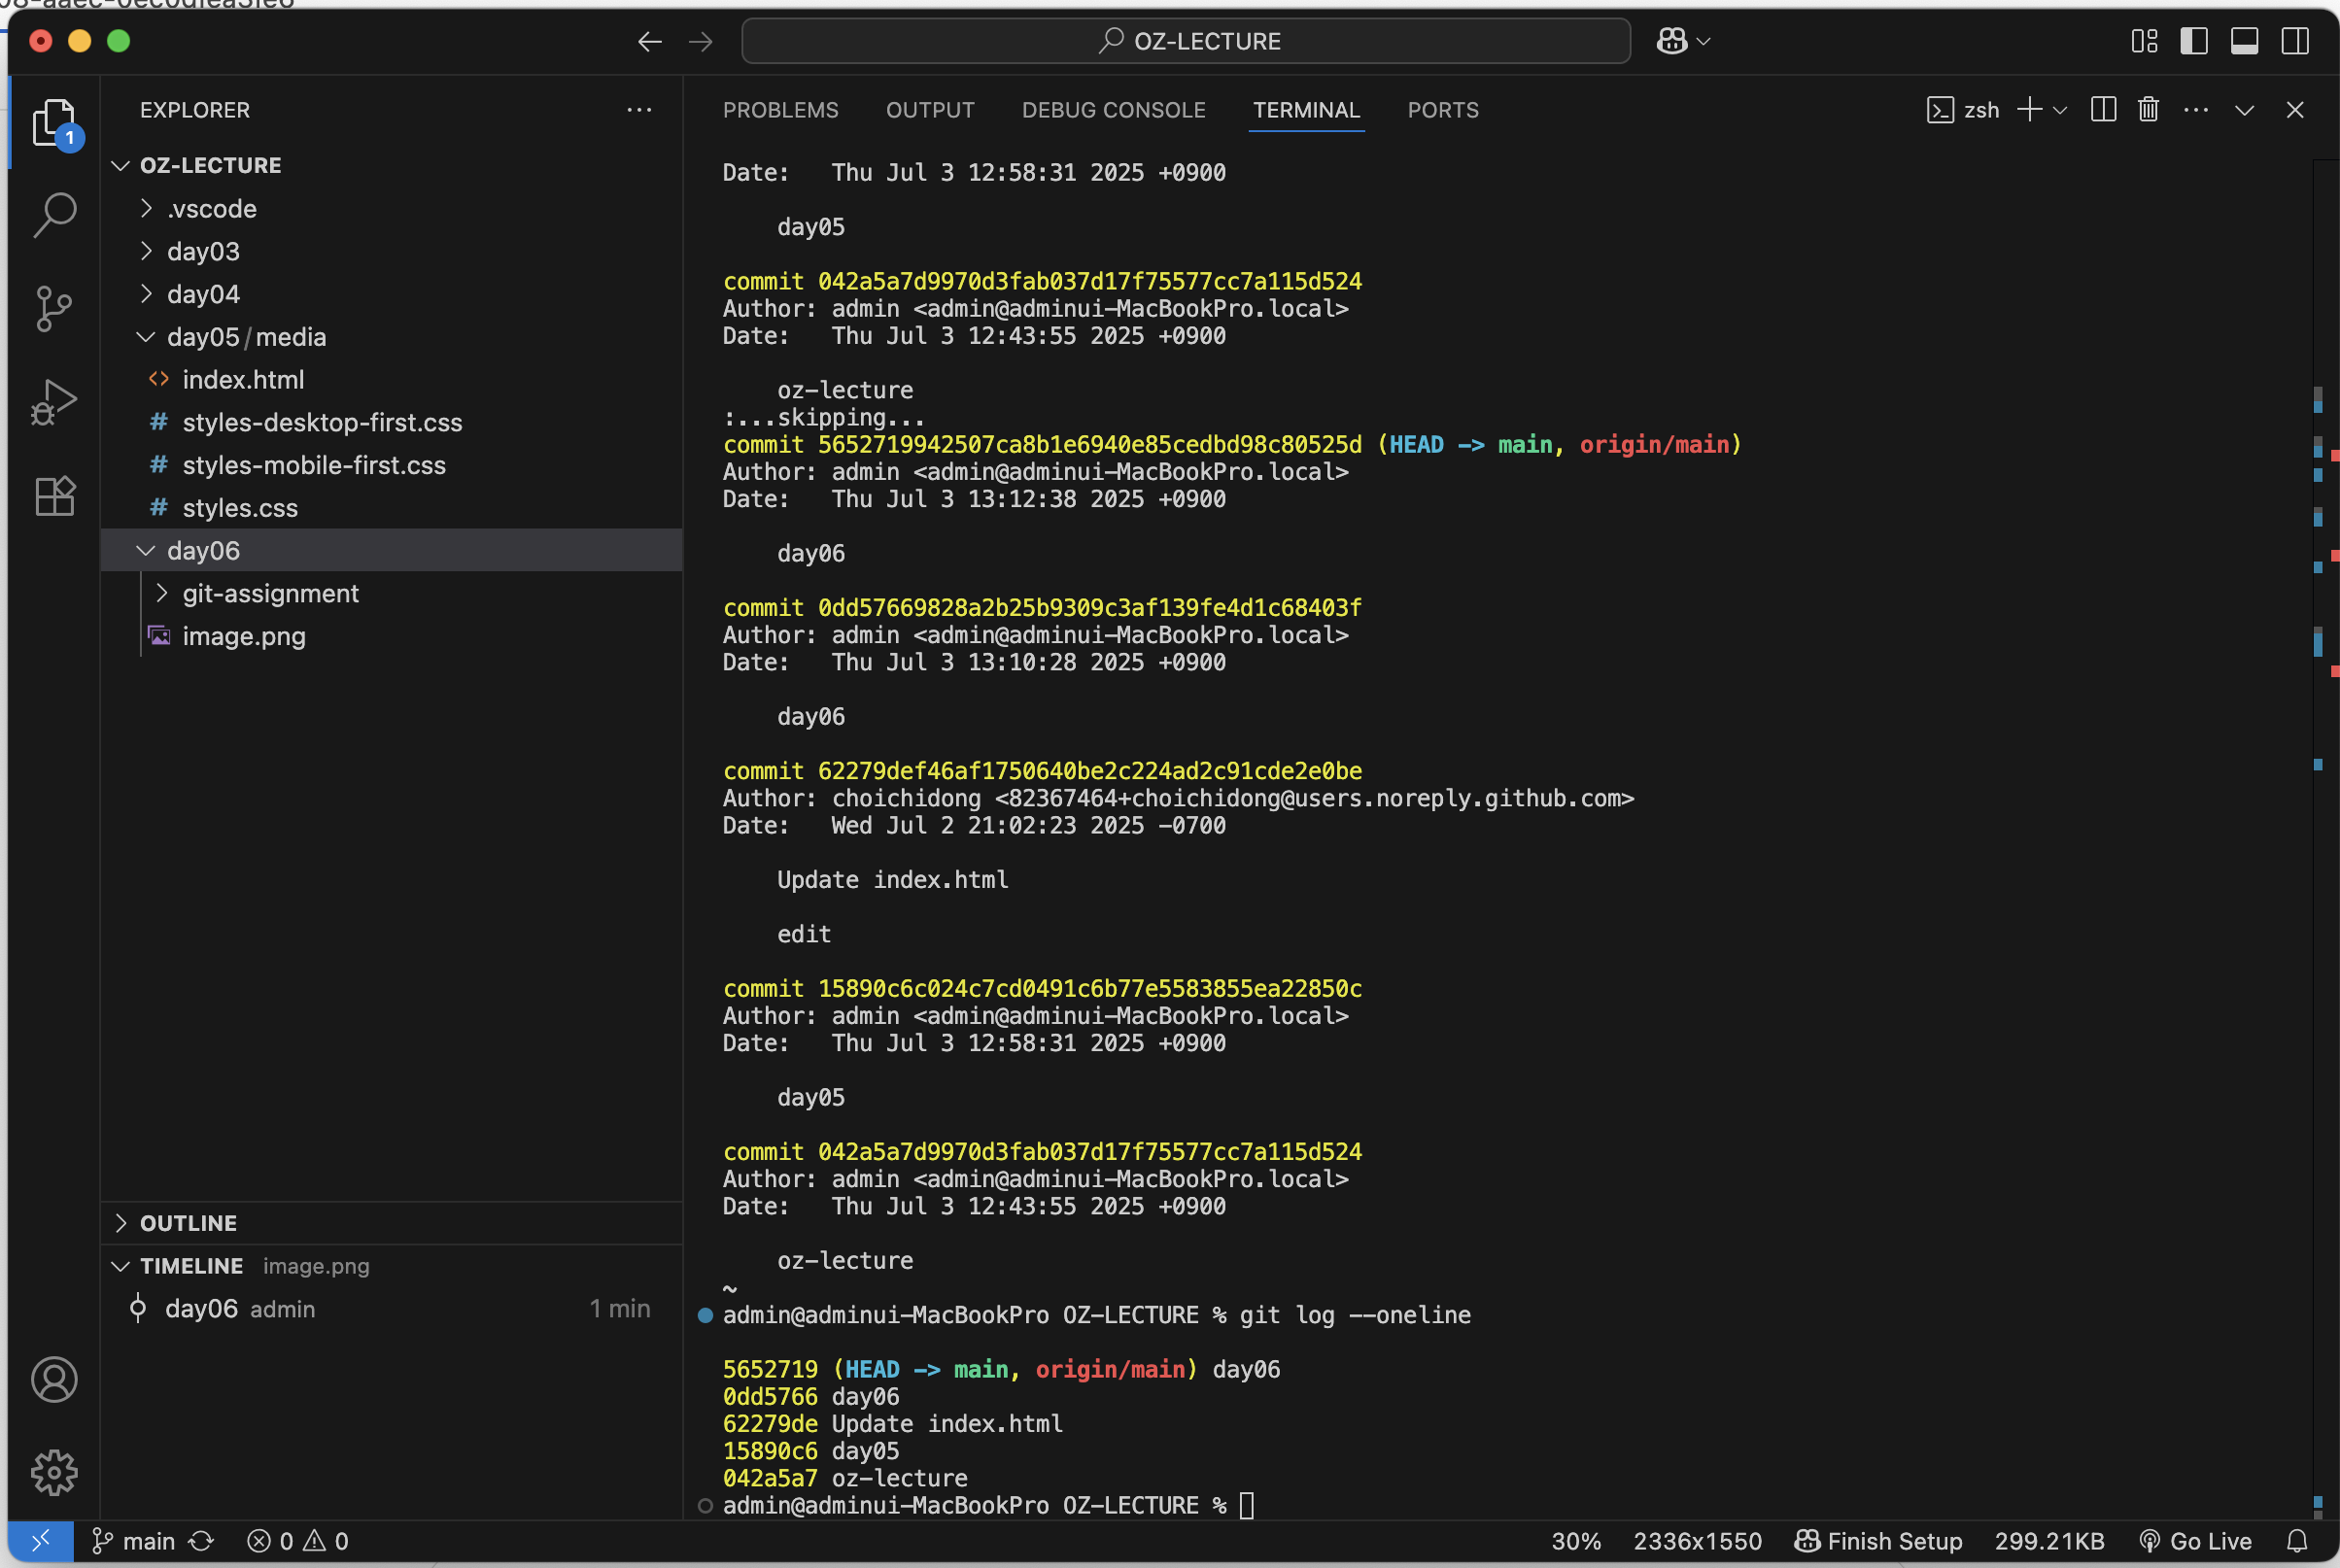 OZ-LECTURE
1
EXPLORER
OZ-LECTURE
.vscode
day03
day04
day05/media
index.html
styles-desktop-first.css
styles-mobile-first.css
styles.css
day06
git-assignment
image.png
OUTLINE
TIMELINE image.png
day06 admin 1 min
PROBLEMS OUTPUT DEBUG CONSOLE TERMINAL PORTS
zsh
Date:   Thu Jul 3 12:58:31 2025 +0900
day05
commit 042a5a7d9970d3fab037d17f75577cc7a115d524
Author: admin <admin@adminui-MacBookPro.local>
Date:   Thu Jul 3 12:43:55 2025 +0900
oz-lecture
:...skipping...
commit 5652719942507ca8b1e6940e85cedbd98c80525d (HEAD -> main, origin/main)
Author: admin <admin@adminui-MacBookPro.local>
Date:   Thu Jul 3 13:12:38 2025 +0900
day06
commit 0dd57669828a2b25b9309c3af139fe4d1c68403f
Author: admin <admin@adminui-MacBookPro.local>
Date:   Thu Jul 3 13:10:28 2025 +0900
day06
commit 62279def46af1750640be2c224ad2c91cde2e0be
Author: choichidong <82367464+choichidong@users.noreply.github.com>
Date:   Wed Jul 2 21:02:23 2025 -0700
Update index.html
edit
commit 15890c6c024c7cd0491c6b77e5583855ea22850c
Author: admin <admin@adminui-MacBookPro.local>
Date:   Thu Jul 3 12:58:31 2025 +0900
day05
commit 042a5a7d9970d3fab037d17f75577cc7a115d524
Author: admin <admin@adminui-MacBookPro.local>
Date:   Thu Jul 3 12:43:55 2025 +0900
oz-lecture
~
admin@adminui-MacBookPro OZ-LECTURE % git log --oneline
5652719 (HEAD -> main, origin/main) day06
0dd5766 day06
62279de Update index.html
15890c6 day05
042a5a7 oz-lecture
admin@adminui-MacBookPro OZ-LECTURE %
main 0 0 30% 2336x1550 Finish Setup 299.21KB Go Live